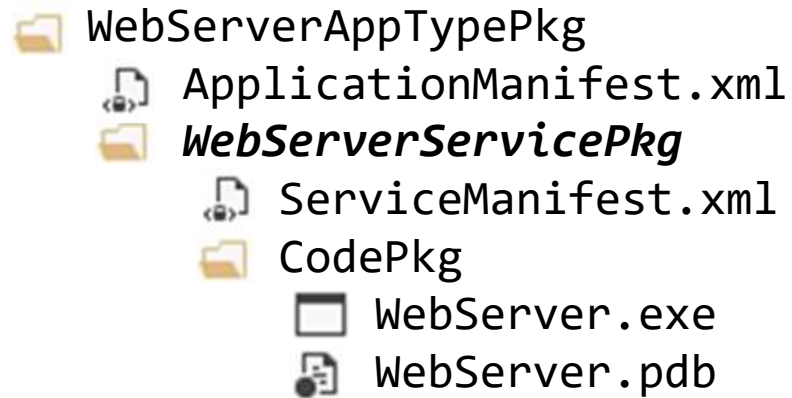 WebServerAppTypePkg
ApplicationManifest.xml
WebServerServicePkg
ServiceManifest.xml
CodePkg
WebServer.exe
WebServer.pdb